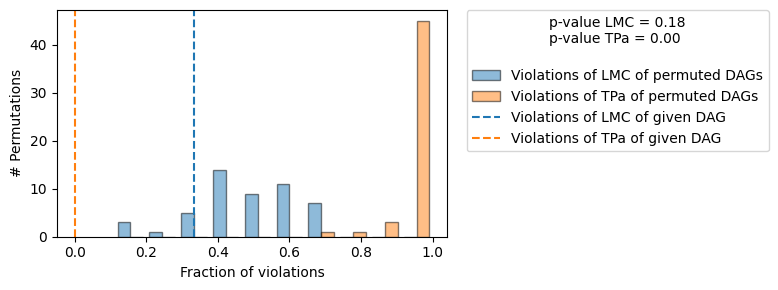 40
30
20
10
0
# Permutations
0.0 0.2 0.4 0.6 0.8 1.0
Fraction of violations
p-value LMC = 0.18
p-value TPa = 0.00
Violations of LMC of permuted DAGs
Violations of TPa of permuted DAGs
Violations of LMC of given DAG
Violations of TPa of given DAG